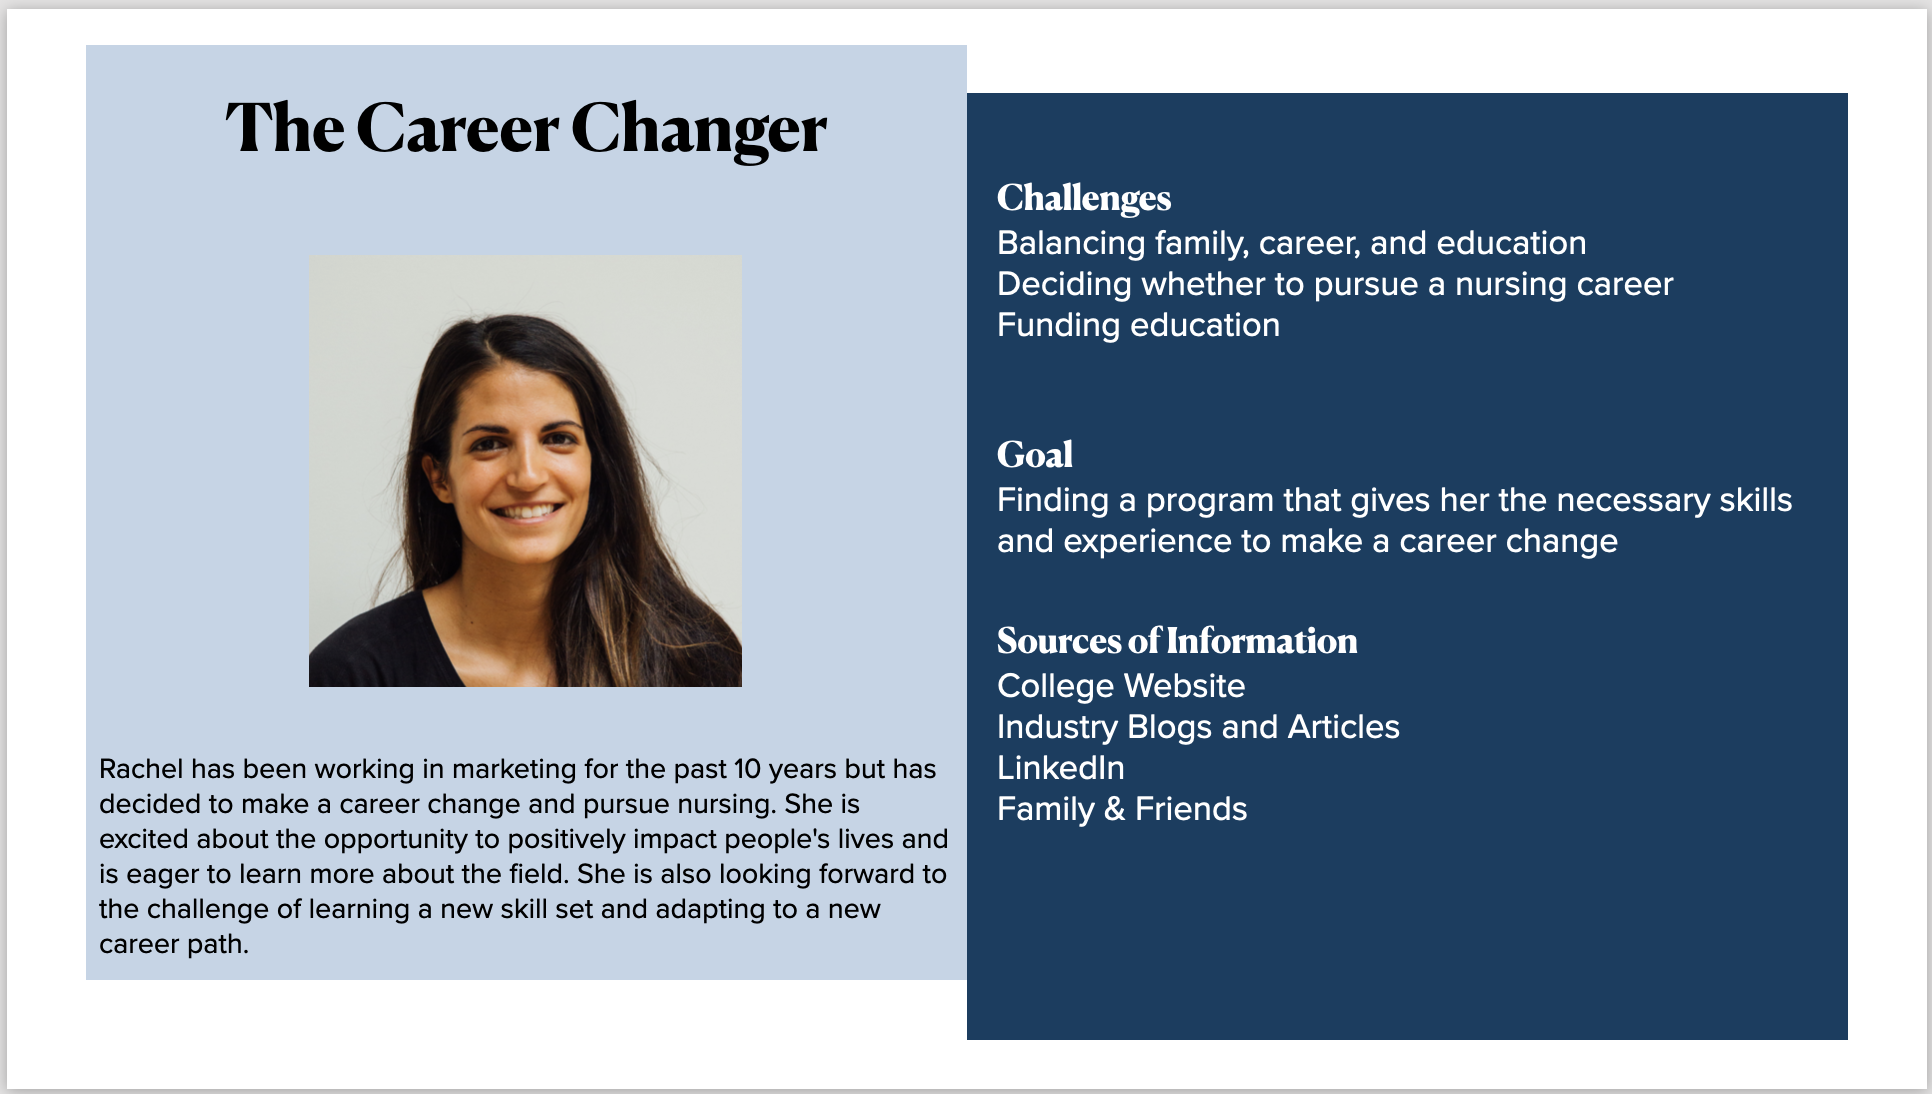 The Career Changer
Rachel has been working in marketing for the past 10 years but has
decided to make a career change and pursue nursing. She is
excited about the opportunity to positively impact people's lives and
is eager to learn more about the field. She is also looking forward to
the challenge of learning a new skill set and adapting to a new
career path.
Challenges
Balancing family, career, and education
Deciding whether to pursue a nursing career
Funding education
Goal
Finding a program that gives her the necessary skills
and experience to make a career change
Sources of Information
College Website
Industry Blogs and Articles
LinkedIn
Family & Friends